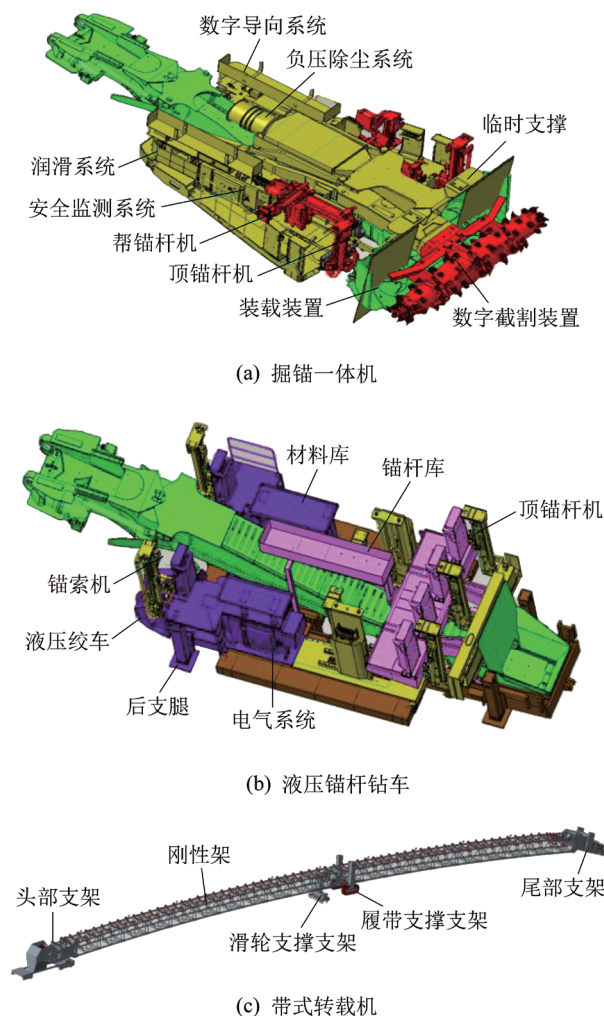 数字导向系统
负压除尘系统
临时支撑
润滑系统
安全监测系统
帮锚杆机
顶锚杆机
装载装置
数字截割装置
(a) 掘锚一体机
材料库
锚杆库
顶锚杆机
锚索机
液压绞车
后支腿
电气系统
(b) 液压锚杆钻车
刚性架
头部支架
尾部支架
履带支撑支架
滑轮支撑支架
(c) 带式转载机